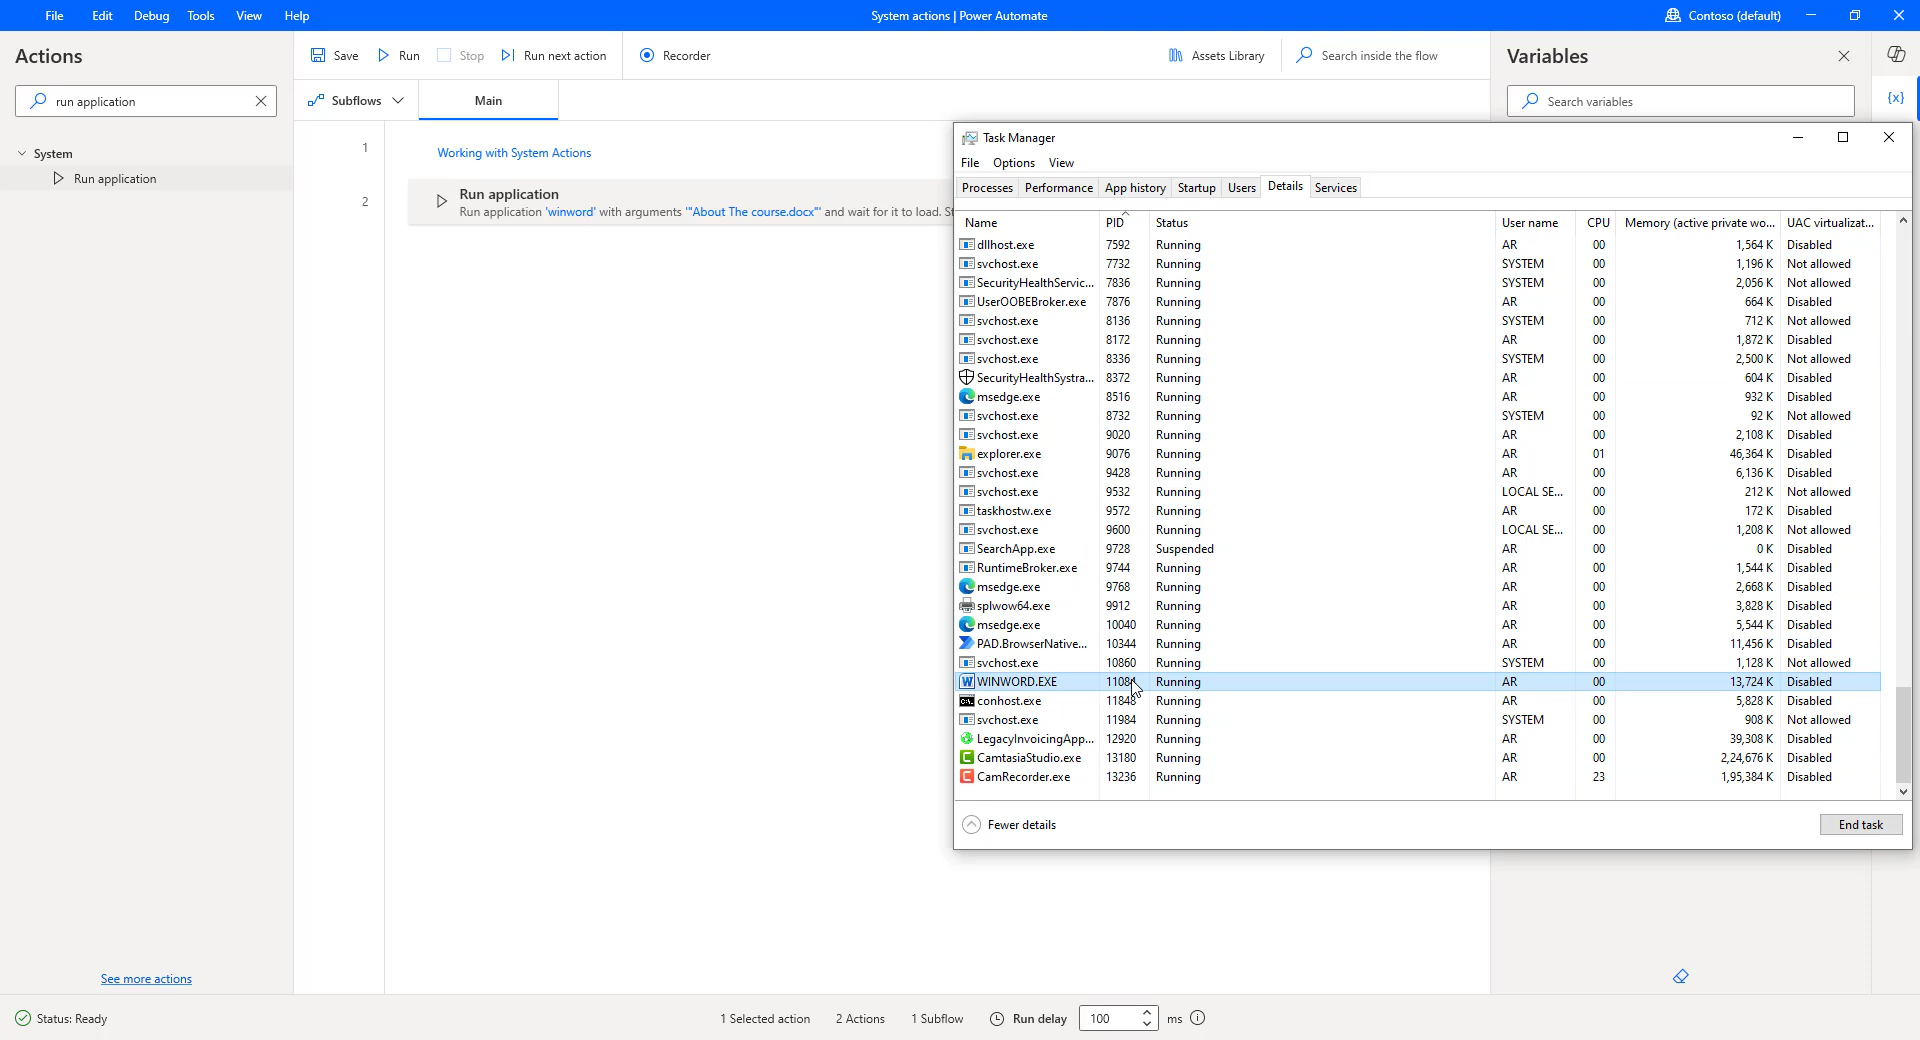 File Edit Debug Tools View Help
System actions | Power Automate
Contoso (default)
Actions
run application
System
Run application
See more actions
Save Run Stop Run next action Recorder
Assets Library Search inside the flow
Subflows Main
1 Working with System Actions
2 Run application
Run application 'winword' with arguments '"About The course.docx"' and wait for it to load. St
Variables
Search variables
{x}
Task Manager
File Options View
Processes Performance App history Startup Users Details Services
Name PID Status User name CPU Memory (active private wo... UAC virtualizat...
dllhost.exe 7592 Running AR 00 1,564 K Disabled
svchost.exe 7732 Running SYSTEM 00 1,196 K Not allowed
SecurityHealthServic... 7836 Running SYSTEM 00 2,056 K Not allowed
UserOOBEBroker.exe 7876 Running AR 00 664 K Disabled
svchost.exe 8136 Running SYSTEM 00 712 K Not allowed
svchost.exe 8172 Running AR 00 1,872 K Disabled
svchost.exe 8336 Running SYSTEM 00 2,500 K Not allowed
SecurityHealthSystra... 8372 Running AR 00 604 K Disabled
msedge.exe 8516 Running AR 00 932 K Disabled
svchost.exe 8732 Running SYSTEM 00 92 K Not allowed
svchost.exe 9020 Running AR 00 2,108 K Disabled
explorer.exe 9076 Running AR 01 46,364 K Disabled
svchost.exe 9428 Running AR 00 6,136 K Disabled
svchost.exe 9532 Running LOCAL SE... 00 212 K Not allowed
taskhostw.exe 9572 Running AR 00 172 K Disabled
svchost.exe 9600 Running LOCAL SE... 00 1,208 K Not allowed
SearchApp.exe 9728 Suspended AR 00 0 K Disabled
RuntimeBroker.exe 9744 Running AR 00 1,544 K Disabled
msedge.exe 9768 Running AR 00 2,668 K Disabled
splwow64.exe 9912 Running AR 00 3,828 K Disabled
msedge.exe 10040 Running AR 00 5,544 K Disabled
PAD.BrowserNative... 10344 Running AR 00 11,456 K Disabled
svchost.exe 10860 Running SYSTEM 00 1,128 K Not allowed
WINWORD.EXE Running AR 00 13,724 K Disabled
conhost.exe 11848 Running AR 00 5,828 K Disabled
svchost.exe 11984 Running SYSTEM 00 908 K Not allowed
LegacyInvoicingApp... 12920 Running AR 00 39,308 K Disabled
CamtasiaStudio.exe 13180 Running AR 00 2,24,676 K Disabled
CamRecorder.exe 13236 Running AR 23 1,95,384 K Disabled
Fewer details
End task
Status: Ready
1 Selected action 2 Actions 1 Subflow Run delay 100 ms